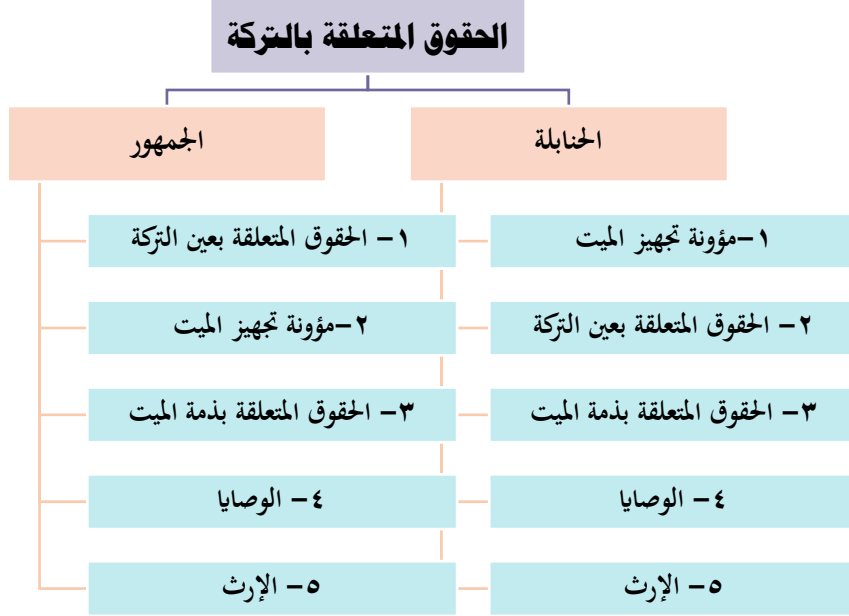 الحقوق المتعلقة بالتركة
الحنابلة
١–مؤونة تجهيز الميت
٢– الحقوق المتعلقة بعين التركة
٣– الحقوق المتعلقة بذمة الميت
٤– الوصايا
٥– الإرث
الجمهور
١– الحقوق المتعلقة بعين التركة
٢–مؤونة تجهيز الميت
٣– الحقوق المتعلقة بذمة الميت
٤– الوصايا
٥– الإرث